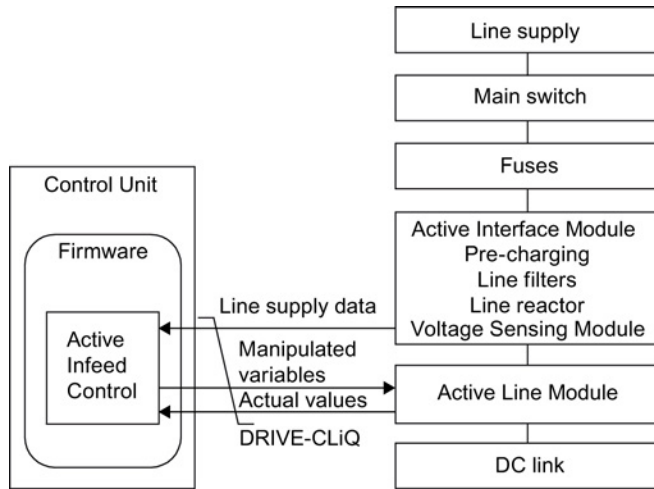 Line supply
Main switch
Fuses
Control Unit
Firmware
Active
Infeed
Control
Active Interface Module
Pre-charging
Line filters
Line reactor
Voltage Sensing Module
Line supply data
Manipulated
variables
Actual values
DRIVE-CLiQ
Active Line Module
DC link